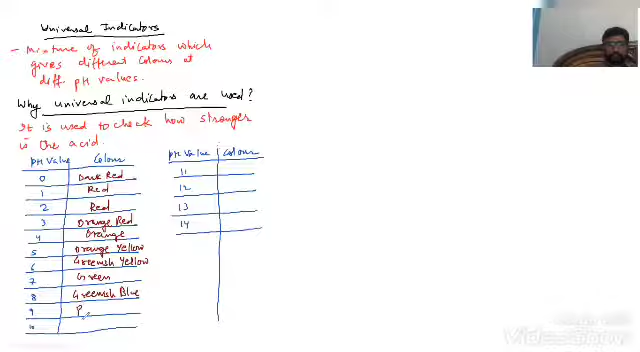 Universal Indicators
- Mixture of indicators which
gives different Colour at
diff pH values.
Why universal indicators are used?
It is used to check how stronger
is the acid.
pH Value Colour
0 Dark Red
1 Red
2 Red
3 Orange Red
4 Orange
5 Orange Yellow
6 Greenish Yellow
7 Green
8 Greenish Blue
9 P
10
pH Value Colour
11
12
13
14